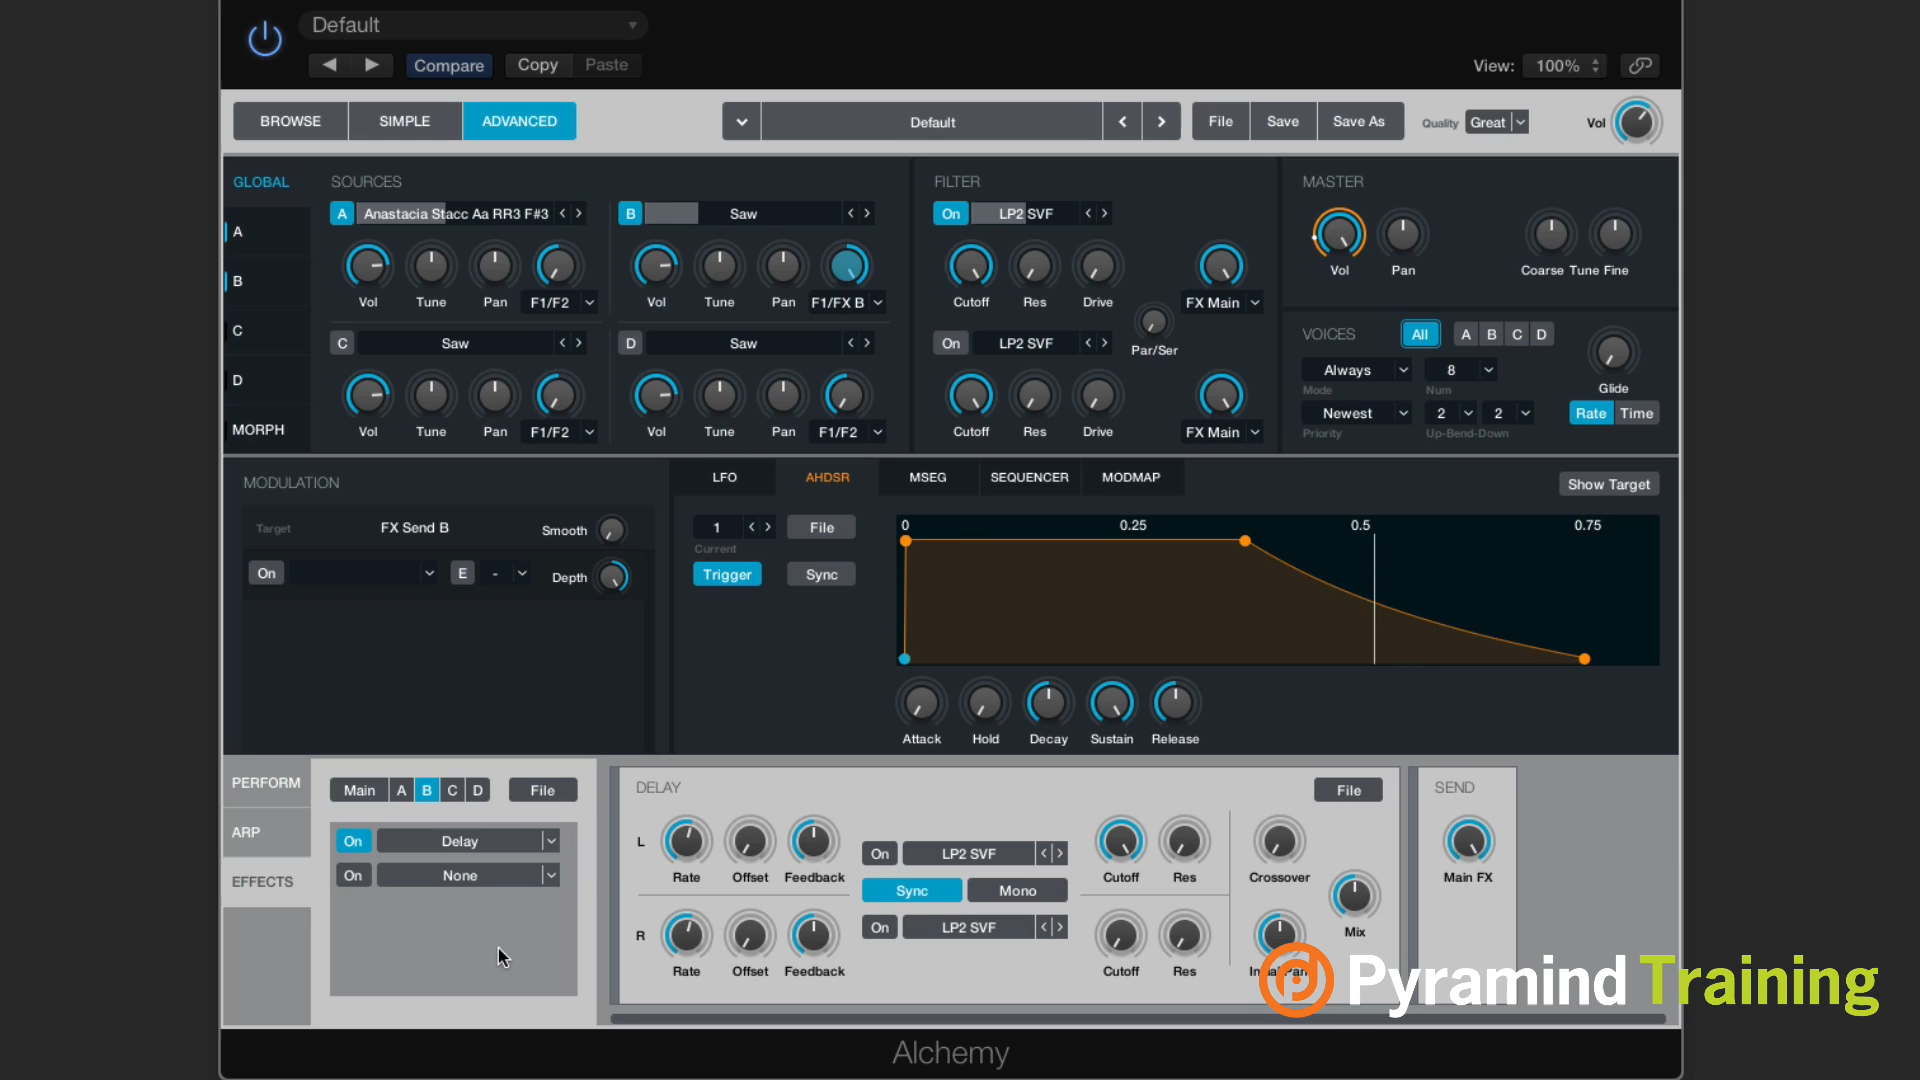 Default
Compare Copy Paste View: 100%
BROWSE SIMPLE ADVANCED Default File Save Save As Quality Great Vol
GLOBAL SOURCES FILTER MASTER
A Anastacia Stacc Aa RR3 F#3 B Saw On LP2 SVF
A
Vol Pan Coarse Tune Fine
B
Vol Tune Pan F1/F2 Vol Tune Pan F1/FX B Cutoff Res Drive FX Main
C C Saw D Saw On LP2 SVF Par/Ser VOICES All A B C D
Always 8
Mode Num Glide
D
Newest 2 2 Rate Time
MORPH Vol Tune Pan F1/F2 Vol Tune Pan F1/F2 Cutoff Res Drive FX Main Priority Up-Bend-Down
MODULATION LFO AHDSR MSEG SEQUENCER MODMAP Show Target
Target FX Send B Smooth 1 File 0 0.25 0.5 0.75
Current
On E - Depth Trigger Sync
Attack Hold Decay Sustain Release
PERFORM Main A B C D File DELAY File SEND
ARP On Delay L On LP2 SVF
EFFECTS On None Rate Offset Feedback Sync Mono Cutoff Res Crossover Main FX
R On LP2 SVF Mix
Rate Offset Feedback Cutoff Res
Pyramind Training
Alchemy